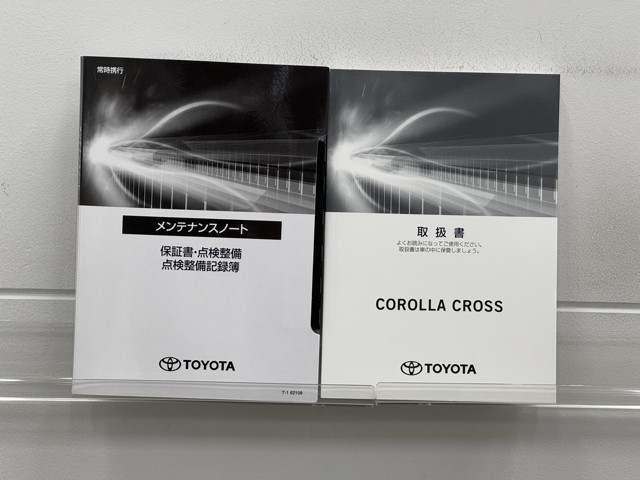 常時携行
メンテナンスノート
保証書・点検整備
点検整備記録簿
TOYOTA
T-1 62109
取扱書
よくお読みになってご使用ください。
取扱書は車の中に保管しましょう。
COROLLA CROSS
TOYOTA